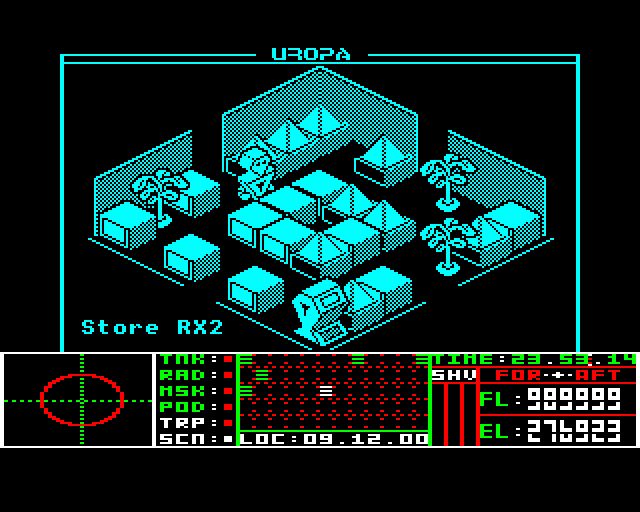 UROPA
Store RX2
TNK:
TIME:23.53.14
RAD:
SHV
FOR-+-AFT
MSK:
FL:
POD:
TRP:
EL:
SCN:
LOC:09.12.00